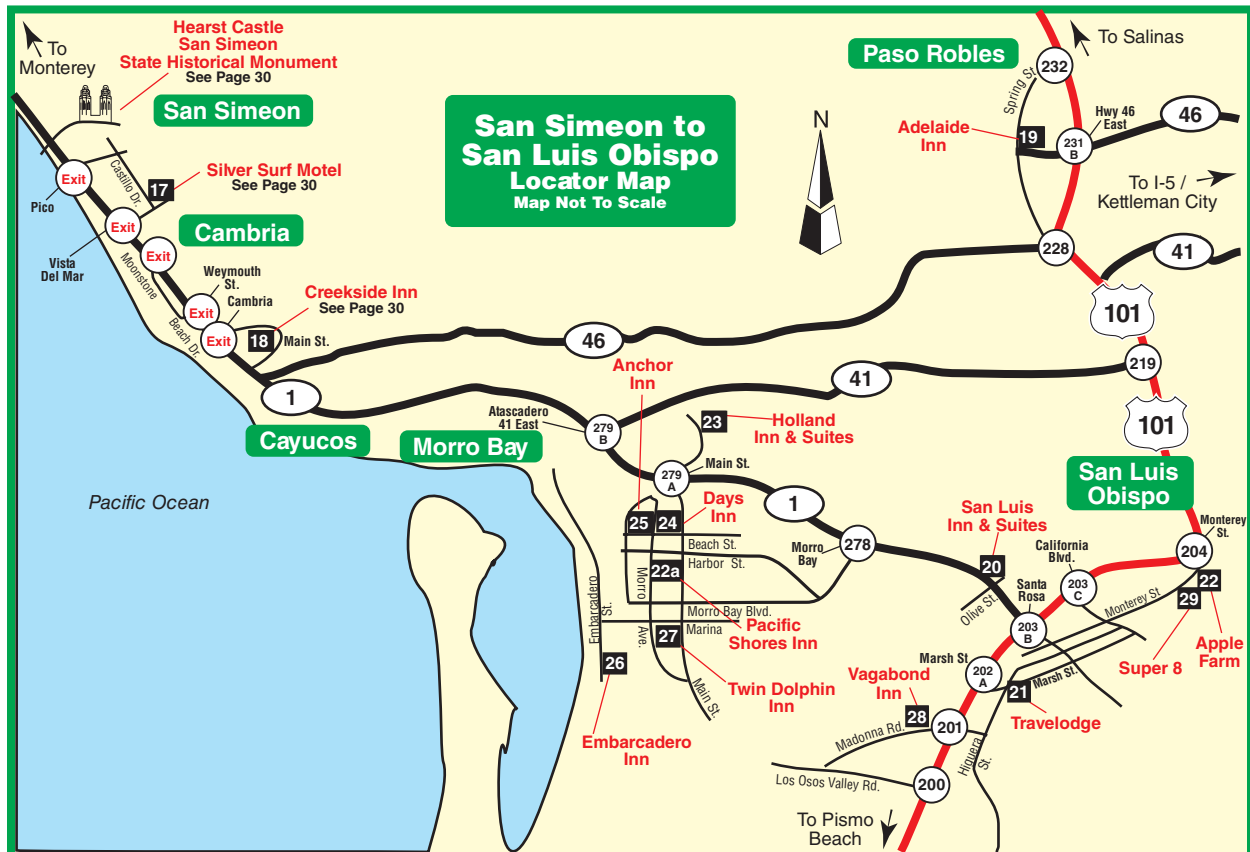 To
Monterey
Hearst Castle
San Simeon
State Historical Monument
See Page 30
San Simeon
Castillo Dr.
17
Silver Surf Motel
See Page 30
Exit
Pico
Exit
Vista
Del Mar
Cambria
Exit
Moonstone
Beach Dr.
Weymouth
St.
Exit
Cambria
Exit
18
Main St.
Creekside Inn
See Page 30
San Simeon to
San Luis Obispo
Locator Map
Map Not To Scale
N
Paso Robles
To Salinas
232
Spring St
Adelaide
Inn
19
231
B
Hwy 46
East
46
To I-5 /
Kettleman City
228
41
101
46
219
41
101
1
Cayucos
Morro Bay
Atascadero
41 East
279
B
Anchor
Inn
23
Holland
Inn & Suites
279
A
Main St.
1
Pacific Ocean
25
24
Days
Inn
Beach St.
Harbor St.
22a
Morro
Ave.
Morro Bay Blvd.
Marina
Pacific
Shores Inn
27
Embarcadero
St.
26
Main St.
Twin Dolphin
Inn
Embarcadero
Inn
Morro
Bay
278
San Luis
Inn & Suites
20
Olive St.
San Luis
Obispo
Monterey
St.
204
California
Blvd.
203
C
Santa
Rosa
203
B
Monterey St
22
29
Apple
Farm
Super 8
Marsh St
202
A
Marsh St.
21
Travelodge
Vagabond
Inn
28
201
Madonna Rd.
Higuera
St.
Los Osos Valley Rd.
200
To Pismo
Beach